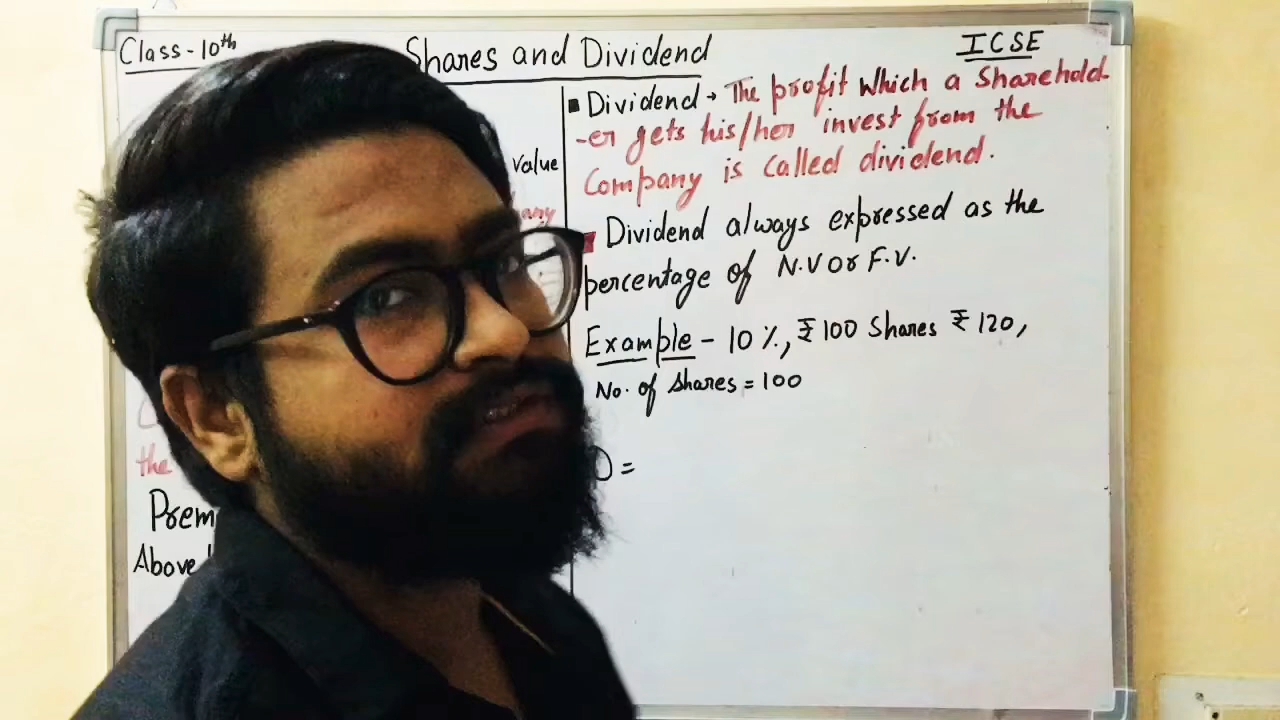 Class-10th
Shares and Dividend
ICSE
value
any
the
Prem
Above
▪ Dividend → The profit which a Sharehold-
-er gets his/her invest from the
Company is called dividend.
▪ Dividend always expressed as the
percentage of N.V Or F.V.
Example - 10 %, ₹ 100 Shares ₹ 120,
No. of shares = 100
D =